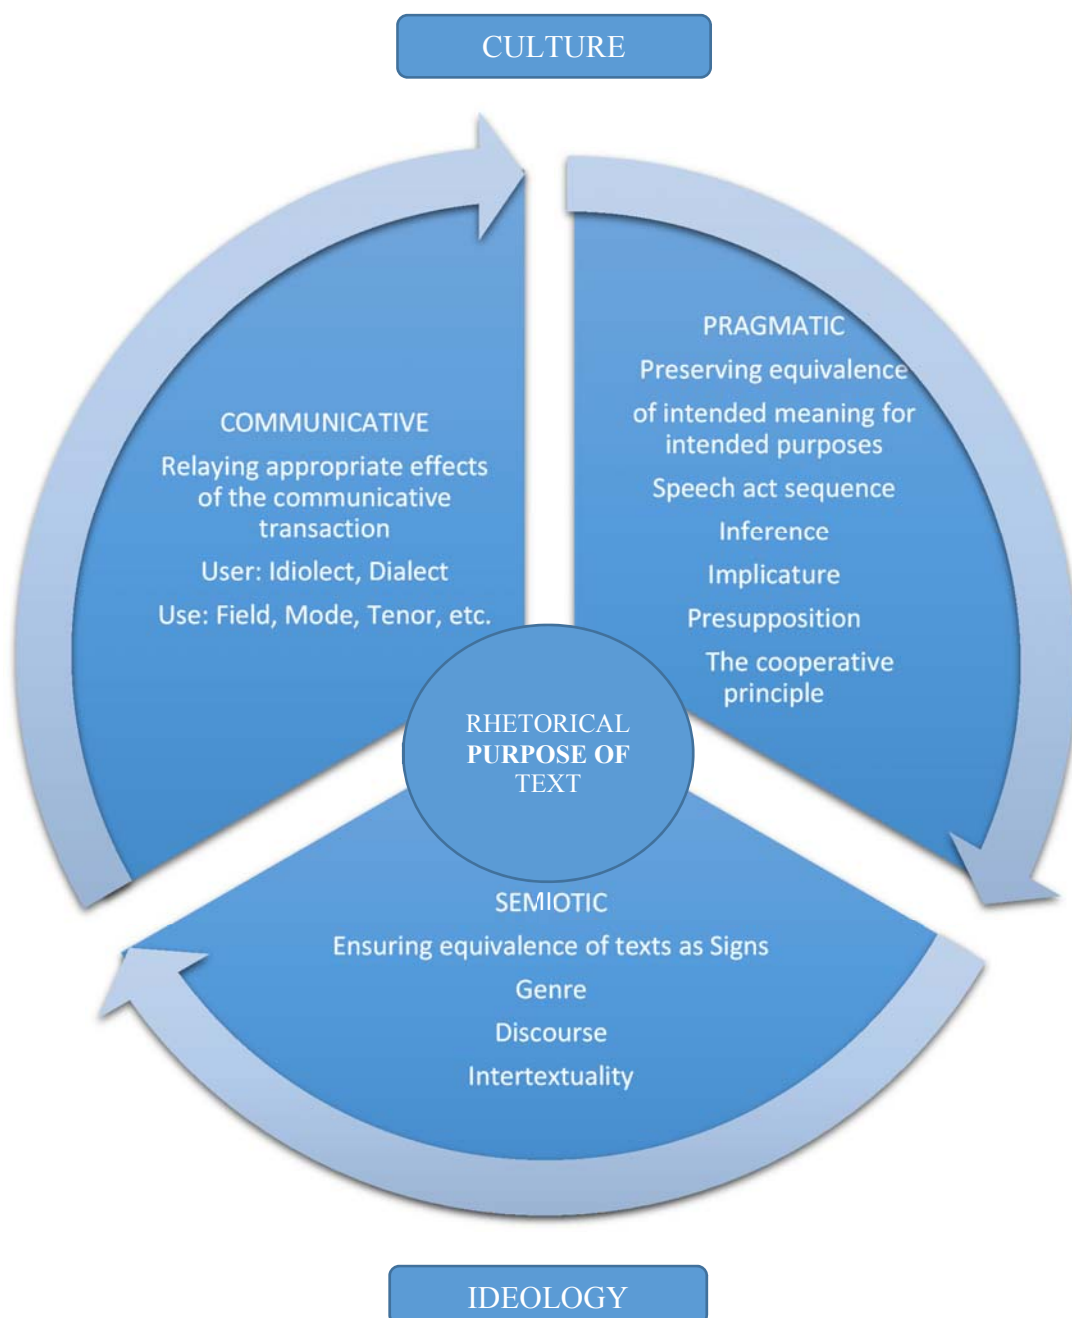 CULTURE
COMMUNICATIVE
Relaying appropriate effects
of the communicative
transaction
User: Idiolect, Dialect
Use: Field, Mode, Tenor, etc.
PRAGMATIC
Preserving equivalence
of intended meaning for
intended purposes
Speech act sequence
Inference
Implicature
Presupposition
The cooperative
principle
RHETORICAL
PURPOSE OF
TEXT
SEMIOTIC
Ensuring equivalence of texts as Signs
Genre
Discourse
Intertextuality
IDEOLOGY